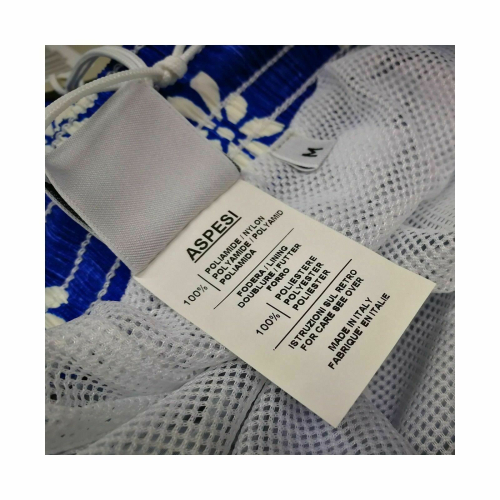 M
ASPESI
100% POLIAMIDE / NYLON
POLYAMIDE / POLYAMID
POLIAMIDA
FODERA / LINING
DOUBLURE / FUTTER
FORRO
100% POLIESTERE
POLYESTER
POLIESTER
ISTRUZIONI SUL RETRO
FOR CARE SEE OVER
MADE IN ITALY
FABRIQUÉ EN ITALIE